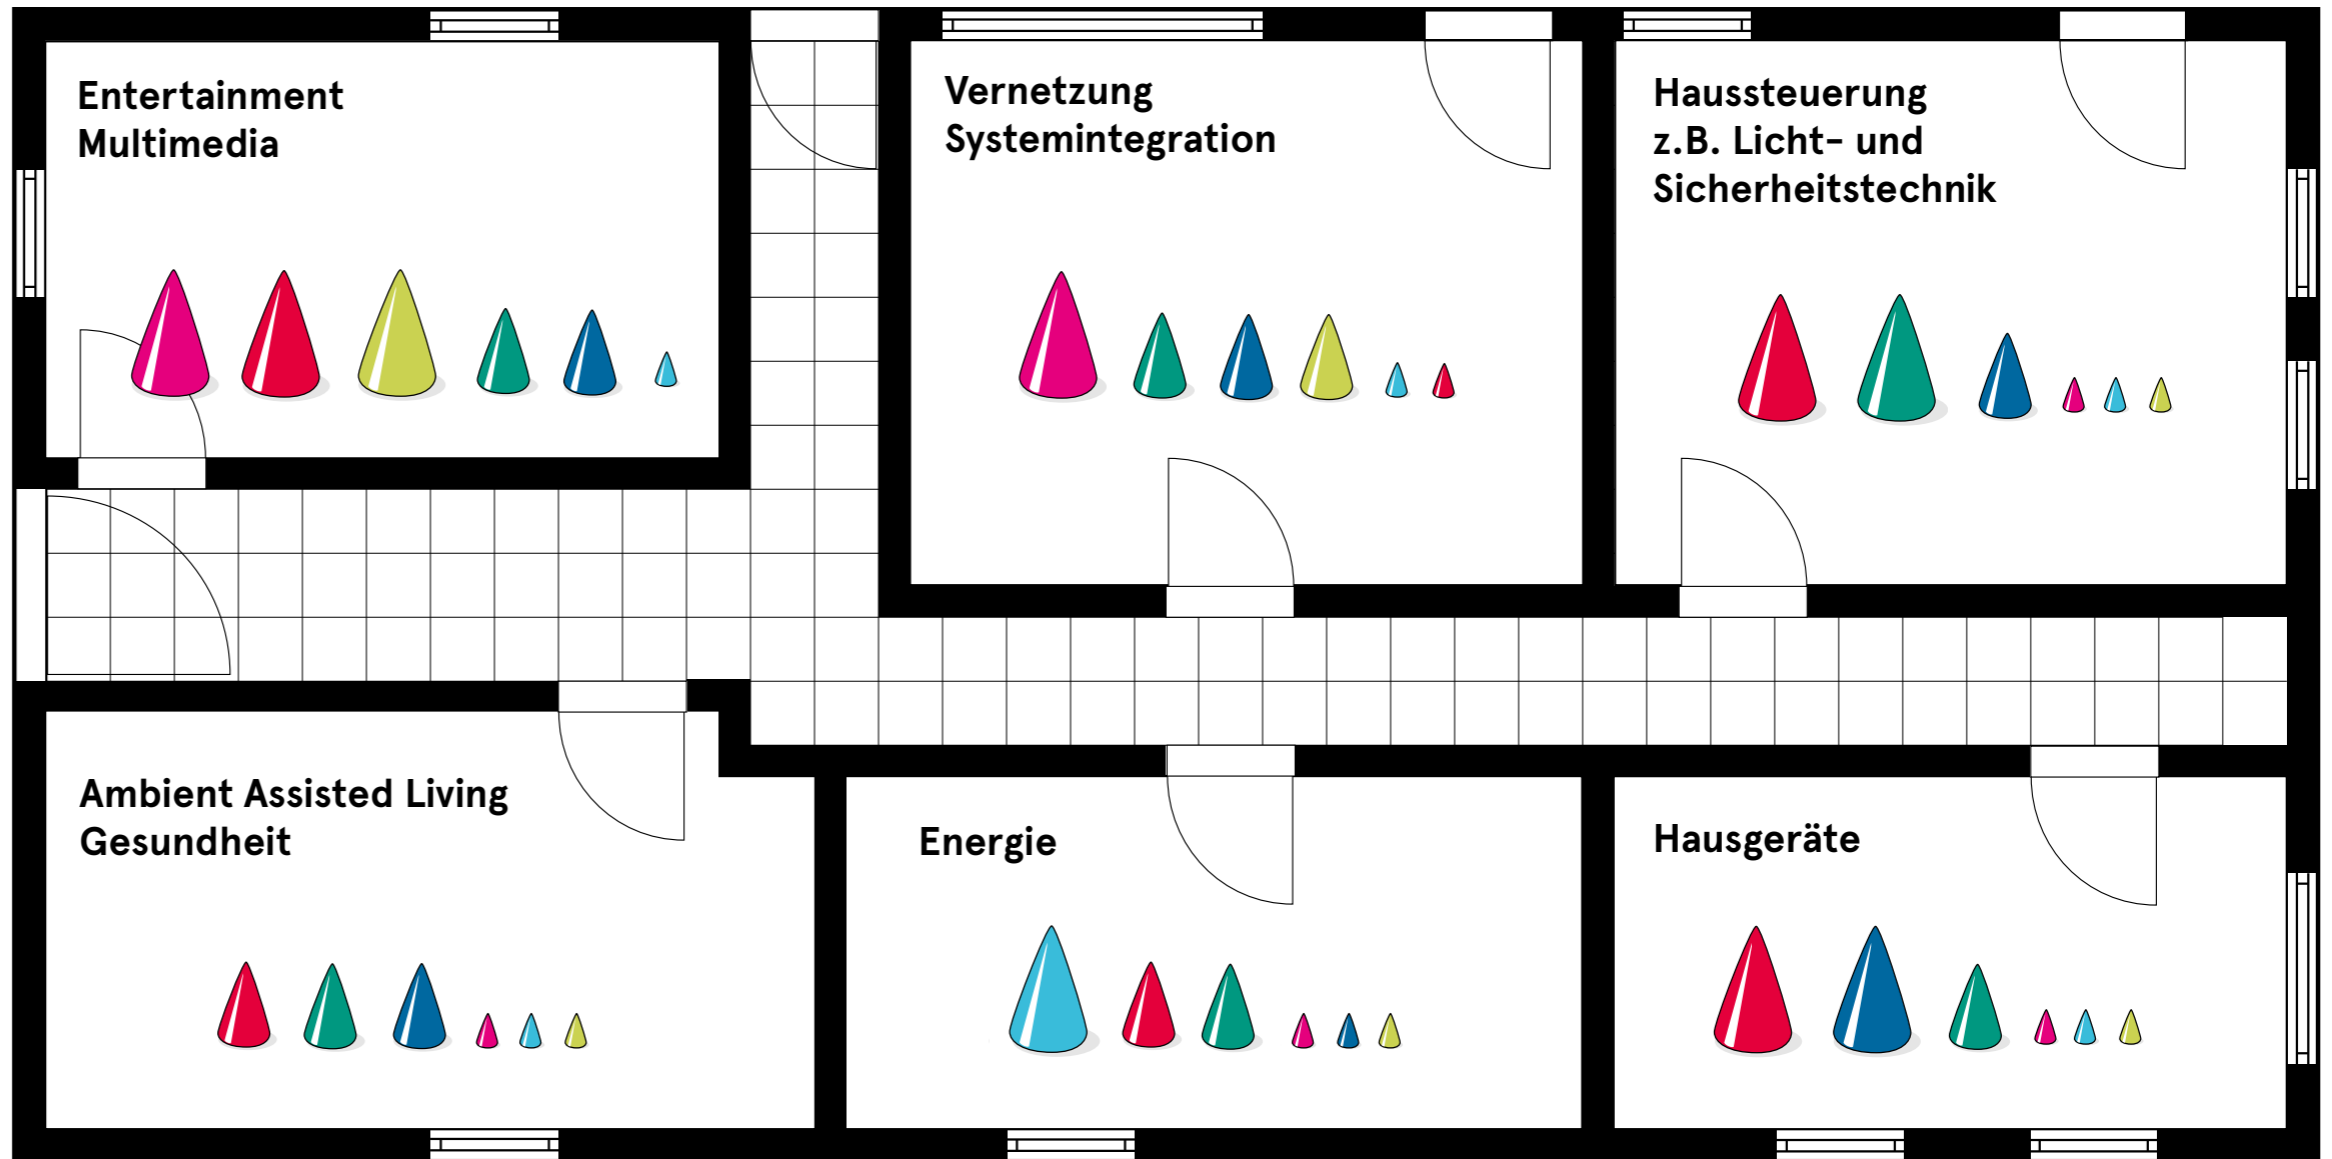 Entertainment
Multimedia
Vernetzung
Systemintegration
Haussteuerung
z.B. Licht- und
Sicherheitstechnik
Ambient Assisted Living
Gesundheit
Energie
Hausgeräte